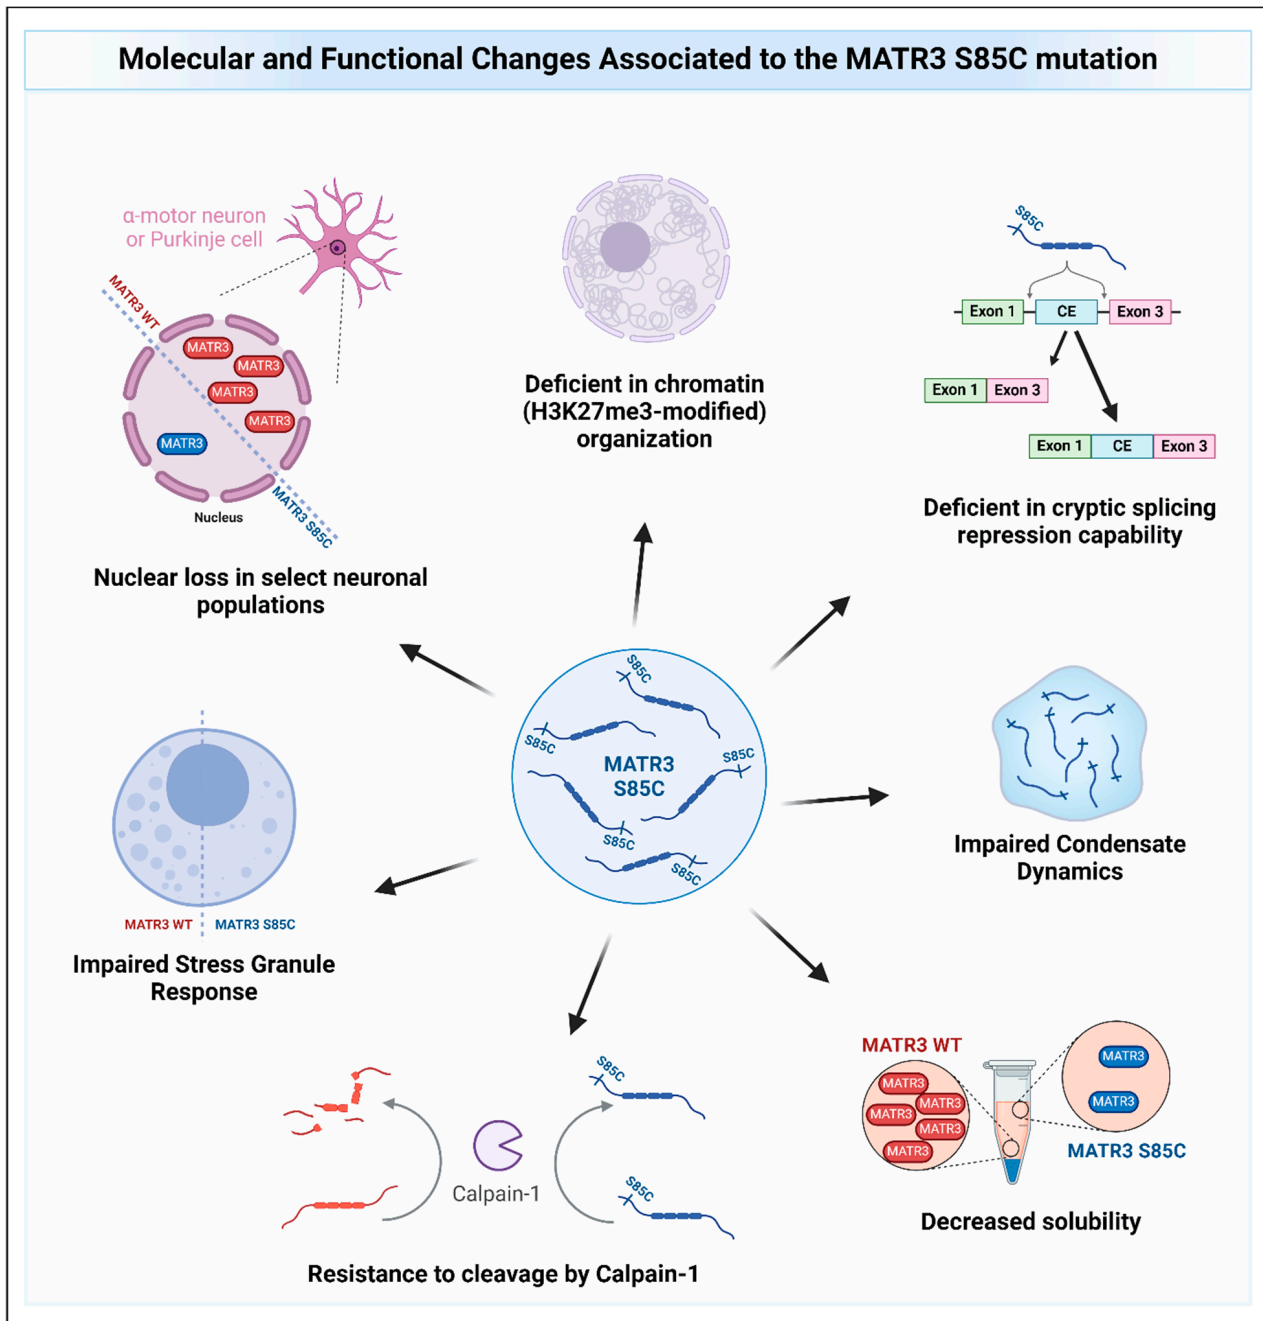 Molecular and Functional Changes Associated to the MATR3 S85C mutation
α-motor neuron
or Purkinje cell
MATR3 WT
MATR3
MATR3
MATR3
MATR3
MATR3
MATR3 S85C
Nucleus
Nuclear loss in select neuronal
populations
Deficient in chromatin
(H3K27me3-modified)
organization
S85C
Exon 1
CE
Exon 3
Exon 1
Exon 3
Exon 1
CE
Exon 3
Deficient in cryptic splicing
repression capability
MATR3 WT
MATR3 S85C
Impaired Stress Granule
Response
S85C
S85C
S85C
MATR3
S85C
S85C
S85C
Impaired Condensate
Dynamics
S85C
Calpain-1
S85C
Resistance to cleavage by Calpain-1
MATR3 WT
MATR3
MATR3
MATR3
MATR3
MATR3
MATR3
MATR3
MATR3 S85C
Decreased solubility